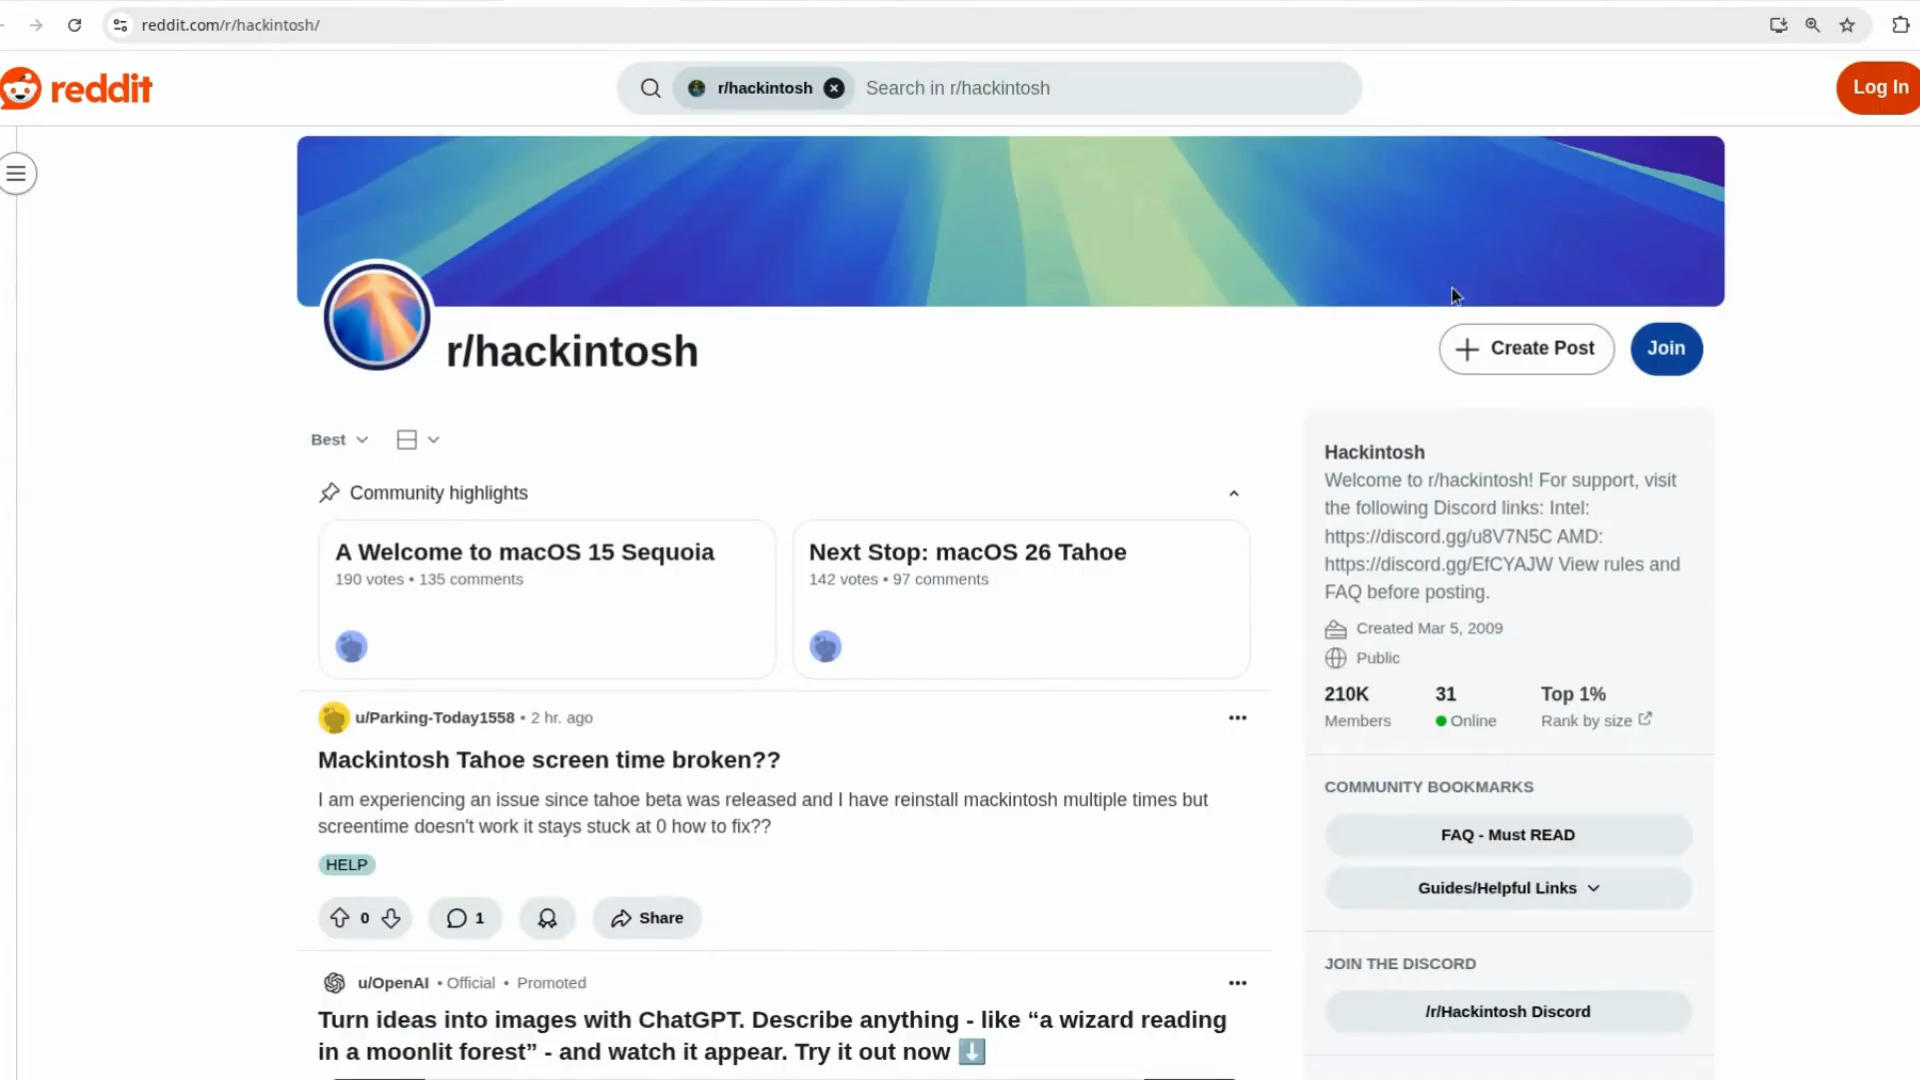 reddit.com/r/hackintosh/
reddit
r/hackintosh
Search in r/hackintosh
Log In
r/hackintosh
Create Post
Join
Best
Community highlights
A Welcome to macOS 15 Sequoia
190 votes • 135 comments
Next Stop: macOS 26 Tahoe
142 votes • 97 comments
u/Parking-Today1558 • 2 hr. ago
Mackintosh Tahoe screen time broken??
I am experiencing an issue since tahoe beta was released and I have reinstall mackintosh multiple times but
screentime doesn't work it stays stuck at 0 how to fix??
HELP
0
1
Share
u/OpenAI • Official • Promoted
Turn ideas into images with ChatGPT. Describe anything - like “a wizard reading
in a moonlit forest” - and watch it appear. Try it out now ⬇️
Hackintosh
Welcome to r/hackintosh! For support, visit
the following Discord links: Intel:
https://discord.gg/u8V7N5C AMD:
https://discord.gg/EfCYAJW View rules and
FAQ before posting.
Created Mar 5, 2009
Public
210K
31
Top 1%
Members
Online
Rank by size
COMMUNITY BOOKMARKS
FAQ - Must READ
Guides/Helpful Links
JOIN THE DISCORD
/r/Hackintosh Discord